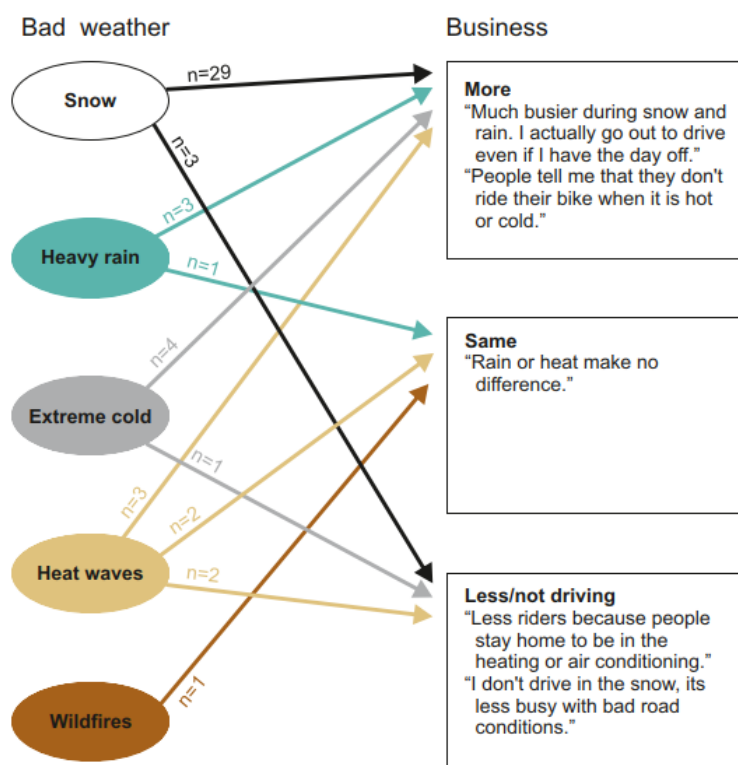 Bad weather
Business
Snow
n=29
n=3
More
“Much busier during snow and
rain. I actually go out to drive
even if I have the day off.”
“People tell me that they don't
ride their bike when it is hot
or cold.”
Heavy rain
n=3
n=1
Same
“Rain or heat make no
difference.”
Extreme cold
n=4
n=1
Heat waves
n=3
n=2
n=2
Less/not driving
“Less riders because people
stay home to be in the
heating or air conditioning.”
“I don't drive in the snow, its
less busy with bad road
conditions.”
Wildfires
n=1